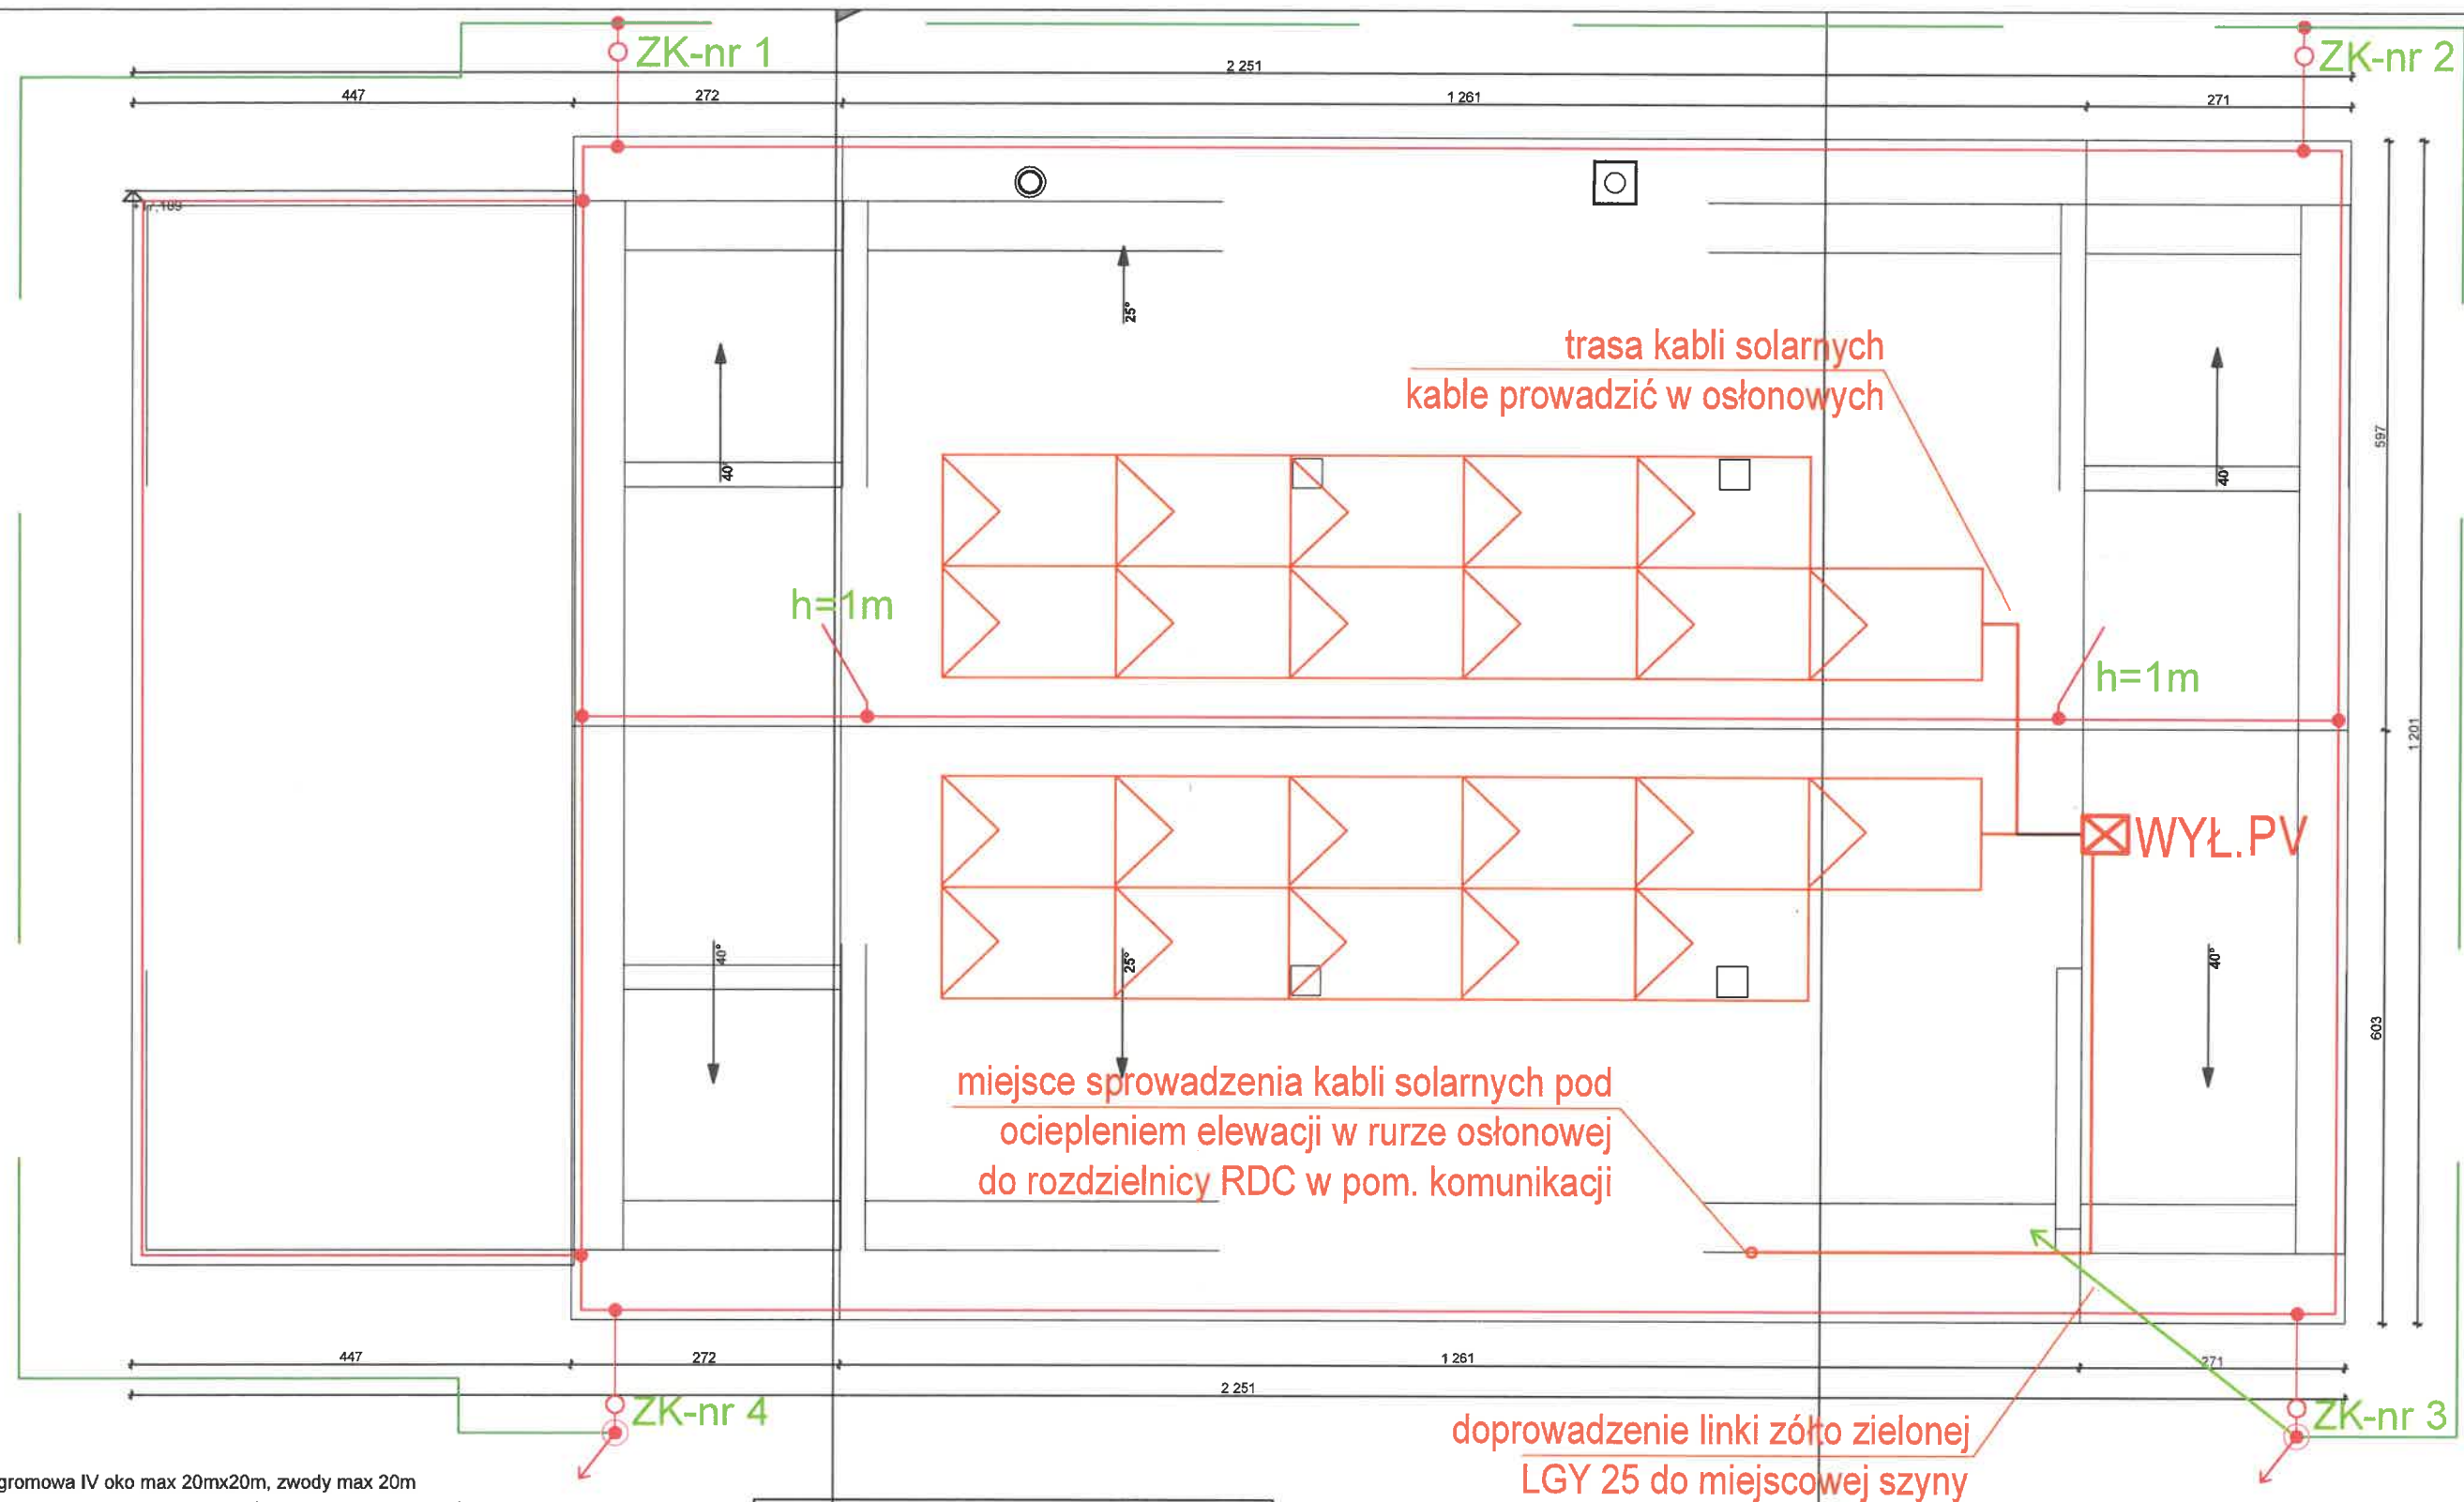 ZK-nr 1
ZK-nr 2
2 251
447
272
1 261
271
25°
40°
40°
597
1 201
603
trasa kabli solarnych
kable prowadzić w osłonowych
h=1m
h=1m
WYŁ.PV
40°
25°
40°
miejsce sprowadzenia kabli solarnych pod
ociepleniem elewacji w rurze osłonowej
do rozdzielnicy RDC w pom. komunikacji
447
272
1 261
271
2 251
ZK-nr 4
ZK-nr 3
doprowadzenie linki zółto zielonej
LGY 25 do miejscowej szyny
gromowa IV oko max 20mx20m, zwody max 20m